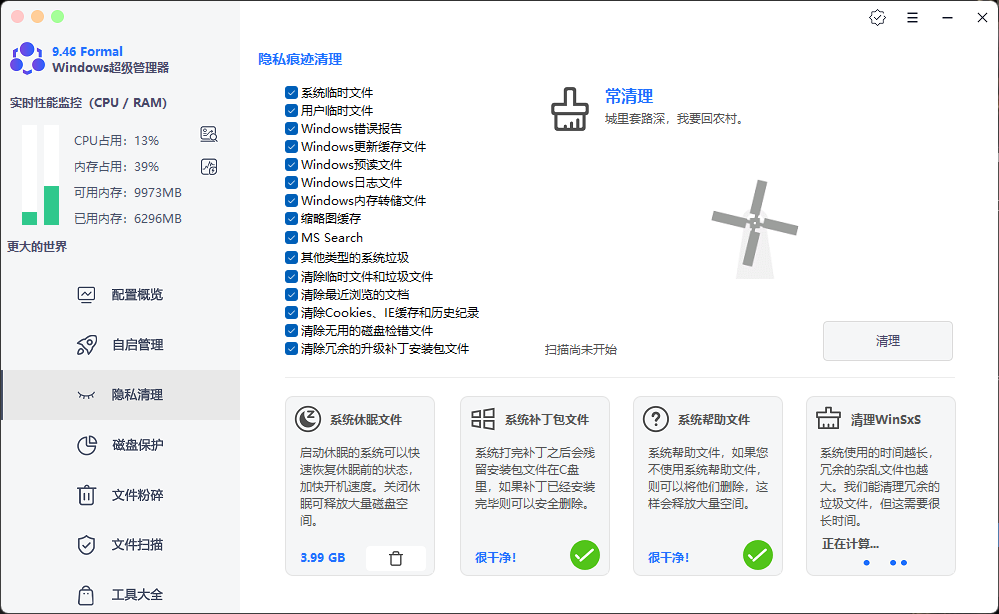 9.46 Formal
Windows超级管理器
实时性能监控（CPU / RAM）
CPU占用：13%
内存占用：39%
可用内存：9973MB
已用内存：6296MB
更大的世界
配置概览
自启管理
隐私清理
磁盘保护
文件粉碎
文件扫描
工具大全
隐私痕迹清理
系统临时文件
用户临时文件
Windows错误报告
Windows更新缓存文件
Windows预读文件
Windows日志文件
Windows内存转储文件
缩略图缓存
MS Search
其他类型的系统垃圾
清除临时文件和垃圾文件
清除最近浏览的文档
清除Cookies、IE缓存和历史纪录
清除无用的磁盘检错文件
清除冗余的升级补丁安装包文件
常清理
城里套路深，我要回农村。
扫描尚未开始
清理
系统休眠文件
启动休眠的系统可以快
速恢复休眠前的状态，
加快开机速度。关闭休
眠可释放大量磁盘空
间。
3.99 GB
系统补丁包文件
系统打完补丁之后会残
留安装包文件在C盘
里，如果补丁已经安装
完毕则可以安全删除。
很干净!
系统帮助文件
系统帮助文件，如果您
不使用系统帮助文件，
则可以将他们删除，这
样会释放大量空间。
很干净!
清理WinSxS
系统使用的时间越长，
冗余的杂乱文件也越
大。我们能清理冗余的
垃圾文件，但这需要很
长时间。
正在计算...